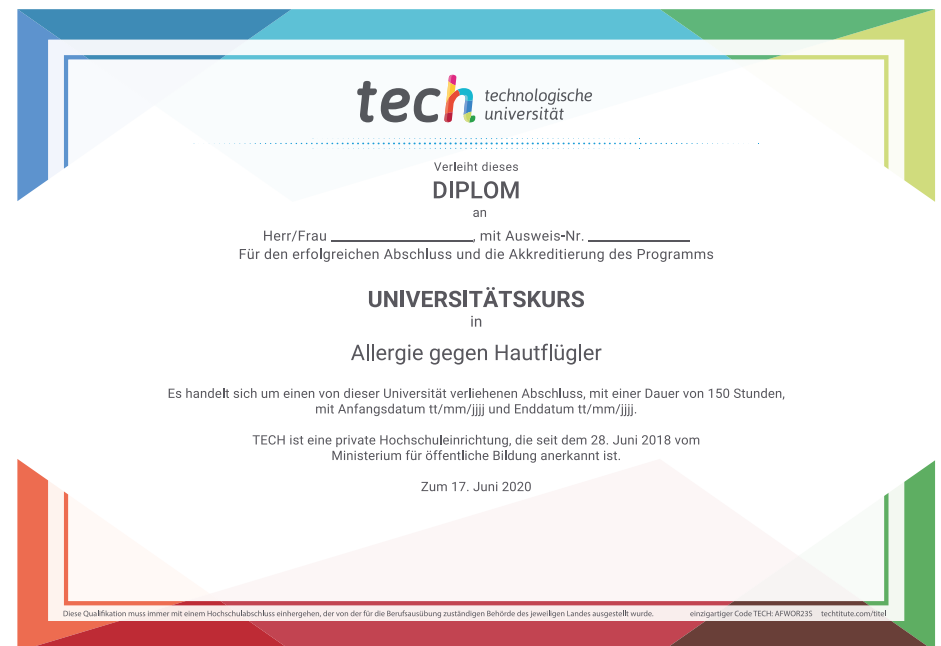 tech technologische
universität
Verleiht dieses
DIPLOM
an
Herr/Frau ____________, mit Ausweis-Nr. ____________
Für den erfolgreichen Abschluss und die Akkreditierung des Programms
UNIVERSITÄTSKURS
in
Allergie gegen Hautflügler
Es handelt sich um einen von dieser Universität verliehenen Abschluss, mit einer Dauer von 150 Stunden,
mit Anfangsdatum tt/mm/jjjj und Enddatum tt/mm/jjjj.
TECH ist eine private Hochschuleinrichtung, die seit dem 28. Juni 2018 vom
Ministerium für öffentliche Bildung anerkannt ist.
Zum 17. Juni 2020
Diese Qualifikation muss immer mit einem Hochschulabschluss einhergehen, der von der für die Berufsausübung zuständigen Behörde des jeweiligen Landes ausgestellt wurde. einzigartiger Code TECH: AFWOR23S techtitute.com/titel